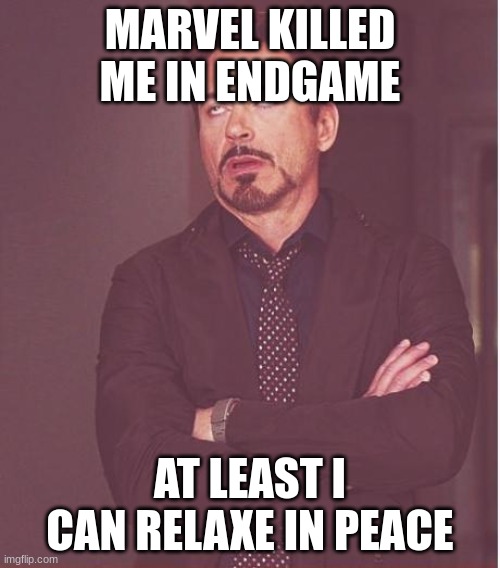 MARVEL KILLED
ME IN ENDGAME
AT LEAST I
CAN RELAXE IN PEACE
imgflip.com